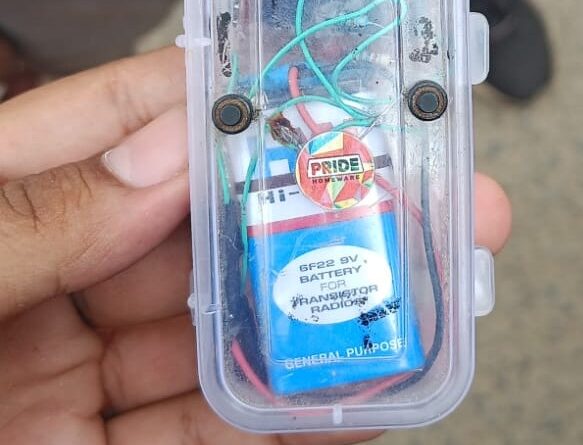 PRIDE
HOMEWARE
Hi-
6F22 9V
BATTERY
FOR
TRANSISTOR
RADIOS
GENERAL PURPOSE